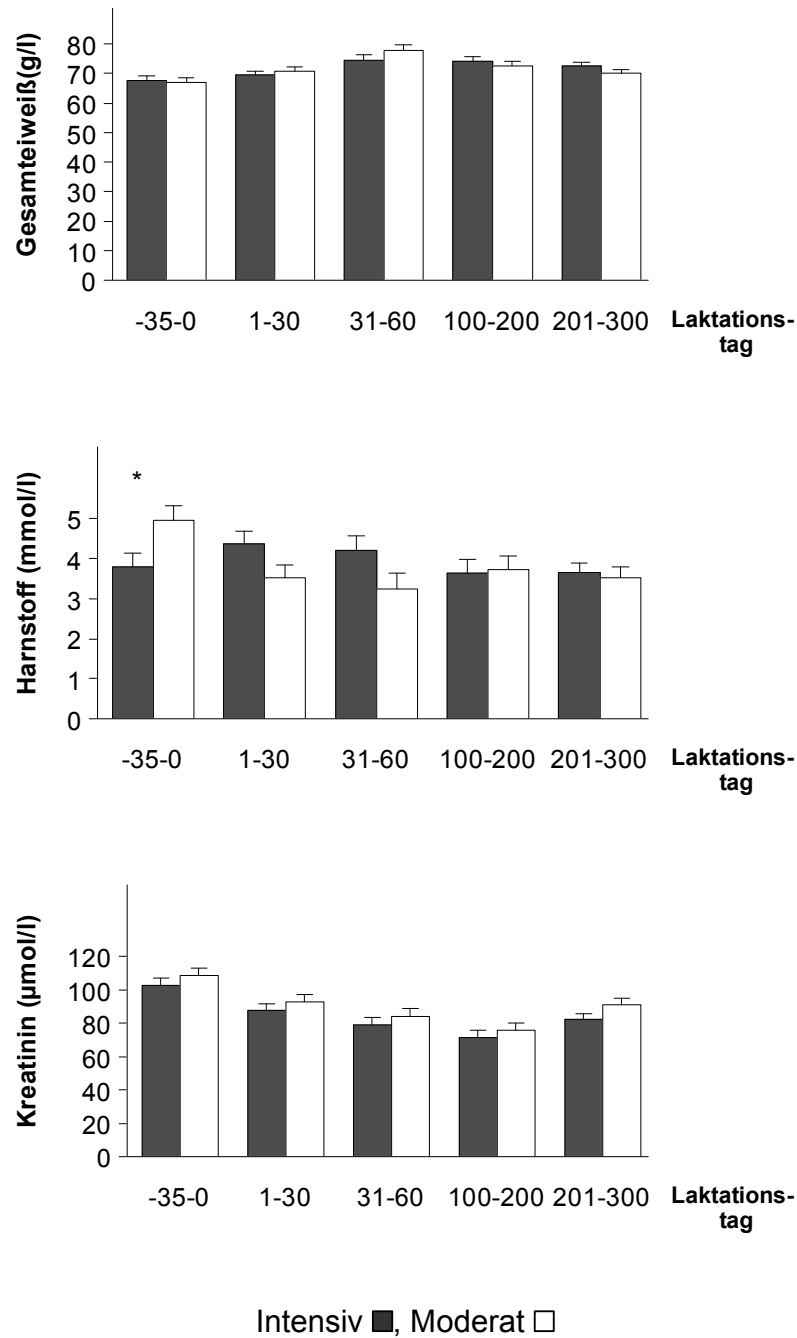 Gesamteiweiß(g/l)
80
70
60
50
40
30
20
10
0
-35-0 1-30 31-60 100-200 201-300 Laktations-
tag
Harnstoff (mmol/l)
*
5
4
3
2
1
0
-35-0 1-30 31-60 100-200 201-300 Laktations-
tag
Kreatinin (µmol/l)
120
100
80
60
40
20
0
-35-0 1-30 31-60 100-200 201-300 Laktations-
tag
Intensiv ■, Moderat □